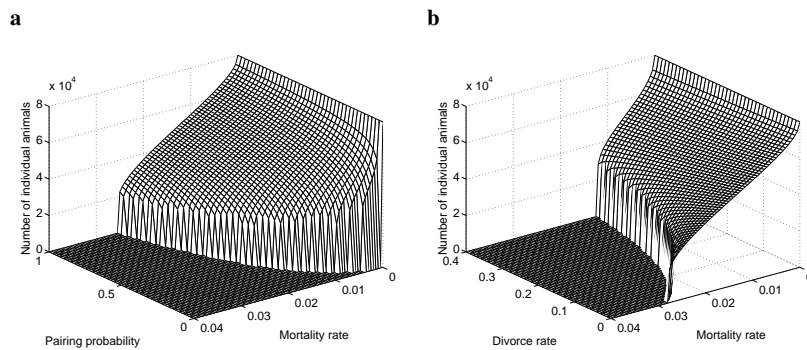 a
x 10^4
8
6
4
2
0
Number of individual animals
1
0.5
0
Pairing probability
0.04
0.03
0.02
0.01
0
Mortality rate
b
x 10^4
8
6
4
2
0
Number of individual animals
0.4
0.3
0.2
0.1
0
Divorce rate
0.04
0.03
0.02
0.01
0
Mortality rate